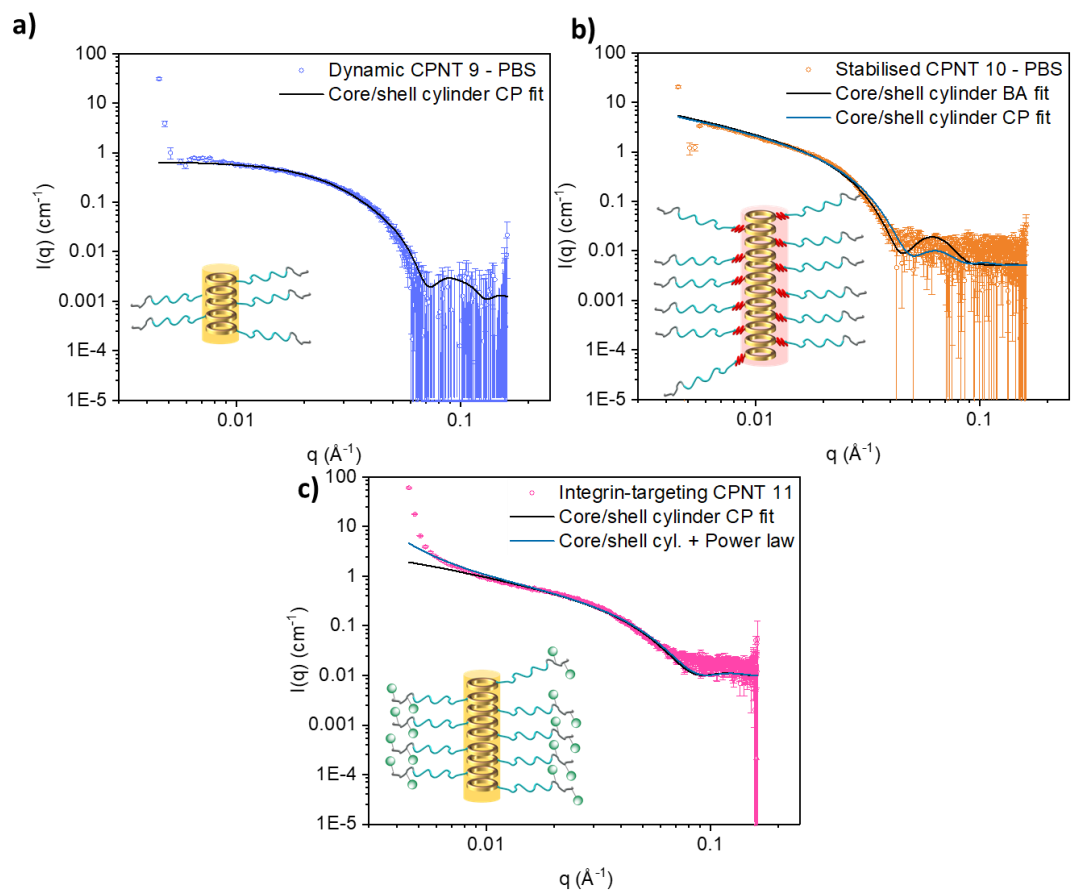 a)
Dynamic CPNT 9 - PBS
Core/shell cylinder CP fit
100
10
1
0.1
0.01
0.001
1E-4
1E-5
I(q) (cm⁻¹)
0.01
0.1
q (Å⁻¹)
b)
Stabilised CPNT 10 - PBS
Core/shell cylinder BA fit
Core/shell cylinder CP fit
100
10
1
0.1
0.01
0.001
1E-4
1E-5
I(q) (cm⁻¹)
0.01
0.1
q (Å⁻¹)
c)
Integrin-targeting CPNT 11
Core/shell cylinder CP fit
Core/shell cyl. + Power law
100
10
1
0.1
0.01
0.001
1E-4
1E-5
I(q) (cm⁻¹)
0.01
0.1
q (Å⁻¹)